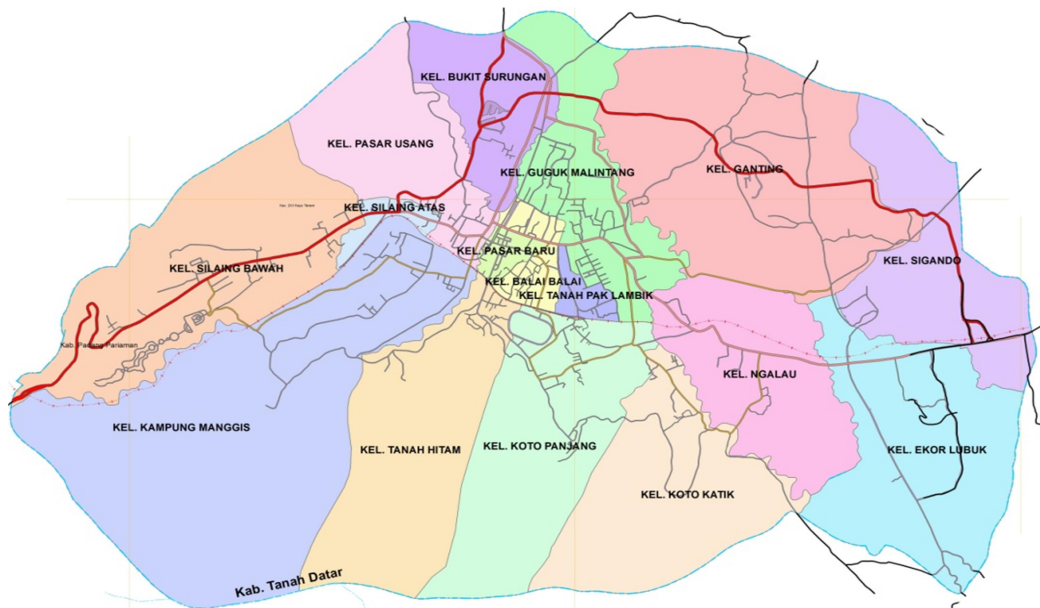 KEL. BUKIT SURUNGAN
KEL. PASAR USANG
KEL. GUGUK MALINTANG
KEL. GANTING
KEL. SILAING ATAS
KEL. PASAR BARU
KEL. SIGANDO
KEL. SILAING BAWAH
KEL. BALAI BALAI
KEL. TANAH PAK LAMBIK
Kab. Padang Pariaman
KEL. NGALAU
KEL. KAMPUNG MANGGIS
KEL. TANAH HITAM
KEL. KOTO PANJANG
KEL. EKOR LUBUK
KEL. KOTO KATIK
Kab. Tanah Datar